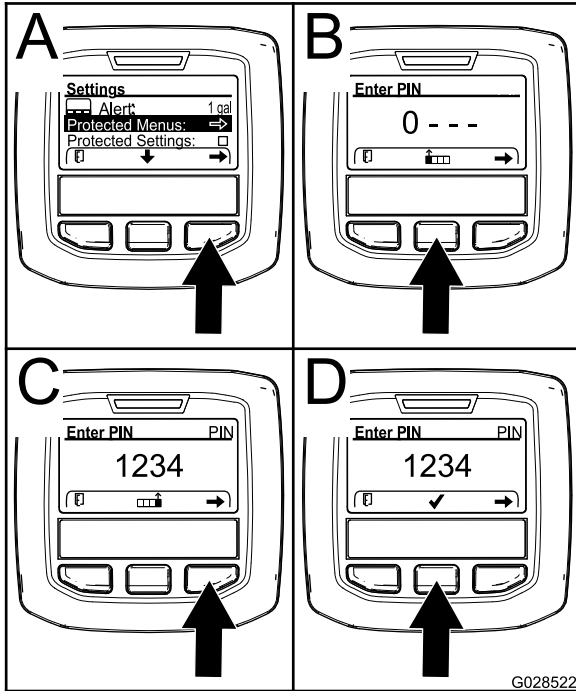 A
Settings
Alert: 1 gal
Protected Menus:
Protected Settings:
B
Enter PIN
0 - - -
C
Enter PIN PIN
1234
D
Enter PIN PIN
1234
G028522